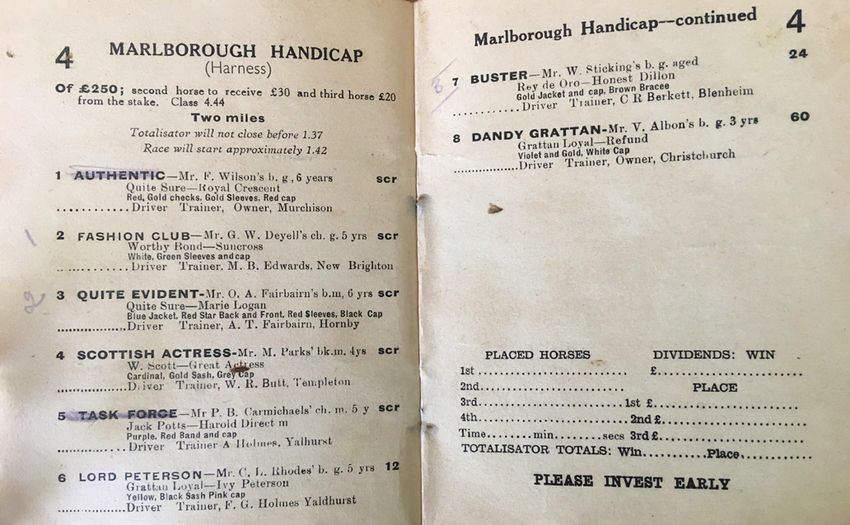 4 MARLBOROUGH HANDICAP
(Harness)
Of £250; second horse to receive £30 and third horse £20
from the stake. Class 4.44
Two miles
Totalisator will not close before 1.37
Race will start approximately 1.42
1 AUTHENTIC—Mr. F. Wilson's b. g, 6 years scr
Quite Sure—Royal Crescent
Red, Gold checks. Gold Sleeves. Red cap
............Driver Trainer, Owner, Murchison
1
2 FASHION CLUB—Mr. G. W. Deyell's ch. g. 5 yrs scr
Worthy Bond—Suncross
White, Green Sleeves and cap
............Driver Trainer. M. B. Edwards, New Brighton
2
3 QUITE EVIDENT-Mr. O. A. Fairbairn's b.m, 6 yrs scr
Quite Sure—Marie Logan
Blue Jacket, Red Star Back and Front, Red Sleeves, Black Cap
................Driver Trainer, A. T. Fairbairn, Hornby
4 SCOTTISH ACTRESS-Mr. M. Parks' bk.m. 4ys scr
W. Scott—Great Actress
Cardinal, Gold Sash, Grey Cap
................Driver Trainer, W. R. Butt, Templeton
5 TASK FORCE—Mr P. B. Carmichaels' ch. m. 5 y scr
Jack Potts—Harold Direct m
Purple, Red Band and cap
................Driver Trainer A Holmes, Yalhurst
6 LORD PETERSON—Mr. C. L. Rhodes' b. g. 5 yrs 12
Grattan Loyal—Ivy Peterson
Yellow, Black Sash Pink cap
................Driver Trainer, F. G. Holmes Yaldhurst
Marlborough Handicap--continued 4
3
7 BUSTER—Mr. W. Sticking's b. g. aged 24
Rey de Oro—Honest Dillon
Gold Jacket and cap, Brown Bracee
................Driver Trainer, C R Berkett, Blenheim
8 DANDY GRATTAN-Mr. V. Albon's b. g. 3 yrs 60
Grattan Loyal—Refund
Violet and Gold, White Cap
................Driver Trainer, Owner, Christchurch
PLACED HORSES DIVIDENDS: WIN
1st ................................ £................................
2nd................................ PLACE
3rd................................ 1st £................................
4th................................ 2nd £................................
Time............min............secs 3rd £................................
TOTALISATOR TOTALS: Win............Place................
PLEASE INVEST EARLY